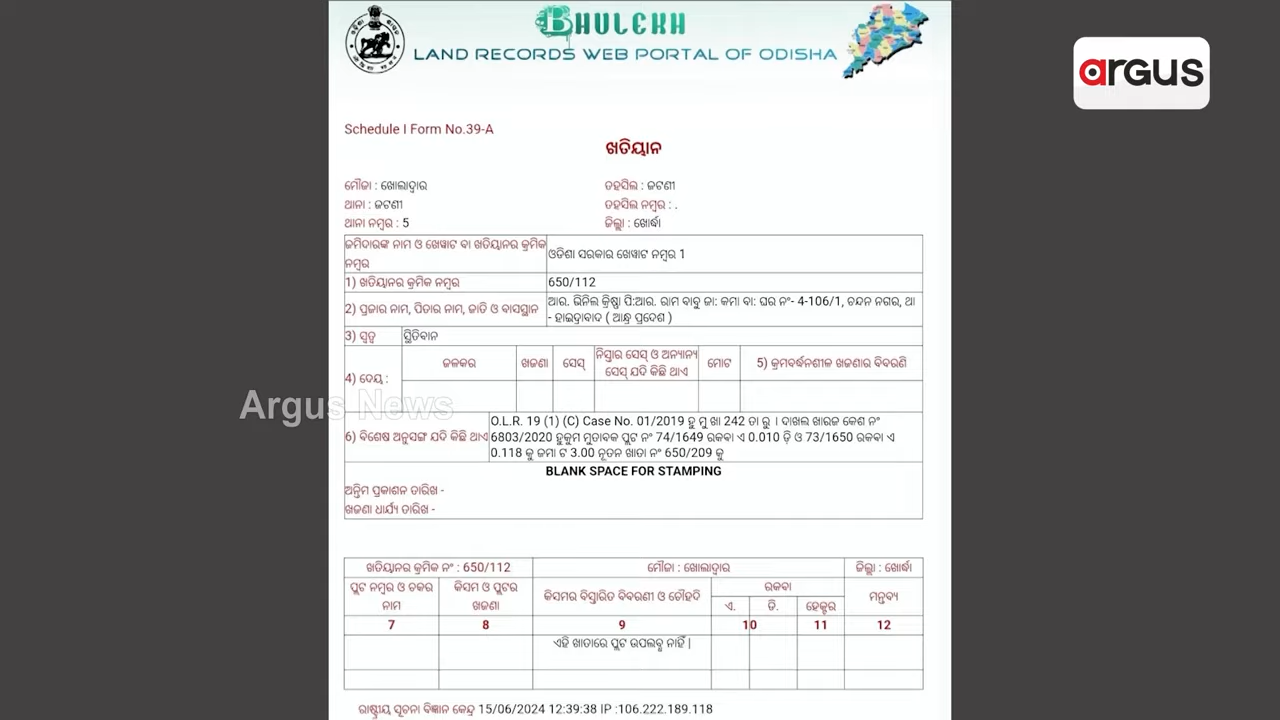 BHULEKH
LAND RECORDS WEB PORTAL OF ODISHA
argus
Schedule I Form No.39-A
ଖତିୟାନ
ମୌଜା : ଖୋଲାଦ୍ବାର
ତହସିଲ : ଜଟଣୀ
ଥାନା : ଜଟଣୀ
ତହସିଲ ନମ୍ବର : .
ଥାନା ନମ୍ବର : 5
ଜିଲ୍ଲା : ଖୋର୍ଦ୍ଧା
ଜମିଦାରଙ୍କ ନାମ ଓ ଖେୱାଟ ବା ଖତିୟାନର କ୍ରମିକ
ନମ୍ବର
ଓଡିଶା ସରକାର ଖେୱାଟ ନମ୍ବର 1
1) ଖତିୟାନର କ୍ରମିକ ନମ୍ବର
650/112
2) ପ୍ରଜାର ନାମ, ପିତାର ନାମ, ଜାତି ଓ ବାସସ୍ଥାନ
ଆର. ଭିନିଲ କ୍ରିଷ୍ଣା ପି:ଆର. ରାମ ବାବୁ ଜା: କମା ବା: ଘର ନଂ- 4-106/1, ଚନ୍ଦନ ନଗର, ଥା
- ହାଇଦ୍ରାବାଦ ( ଆନ୍ଧ୍ର ପ୍ରଦେଶ )
3) ସ୍ୱତ୍ୱ
ସ୍ଥିତିବାନ
4) ଦେୟ :
ଜଳକର
ଖଜଣା
ସେସ୍
ନିସ୍ତାର ସେସ୍ ଓ ଅନ୍ୟାନ୍ୟ
ସେସ୍ ଯଦି କିଛି ଥାଏ
ମୋଟ
5) କ୍ରମବର୍ଦ୍ଧନଶୀଳ ଖଜଣାର ବିବରଣି
Argus News
6) ବିଶେଷ ଅନୁସଙ୍ଗ ଯଦି କିଛି ଥାଏ
O.L.R. 19 (1) (C) Case No. 01/2019 ହୁ ମୁ ଖା 242 ତା ରୁ । ଦାଖଲ ଖାରଜ କେଶ ନଂ
6803/2020 ହୁକୁମ ମୁତାବକ ପ୍ଲଟ ନଂ 74/1649 ରକବା ଏ 0.010 ଡ଼ି ଓ 73/1650 ରକବା ଏ
0.118 କୁ ଜମା ଟ 3.00 ନୂତନ ଖାତା ନଂ 650/209 କୁ
BLANK SPACE FOR STAMPING
ଅନ୍ତିମ ପ୍ରକାଶନ ତାରିଖ -
ଖଜଣା ଧାର୍ଯ୍ୟ ତାରିଖ -
ଖତିୟାନର କ୍ରମିକ ନଂ : 650/112
ମୌଜା : ଖୋଲାଦ୍ବାର
ଜିଲ୍ଲା : ଖୋର୍ଦ୍ଧା
ପ୍ଲଟ ନମ୍ବର ଓ ଚକର
ନାମ
କିସମ ଓ ପ୍ଲଟର
ଖଜଣା
କିସମର ବିସ୍ତାରିତ ବିବରଣୀ ଓ ଚୌହଦି
ରକବା
ଏ.
ଡି.
ହେକ୍ଟର
ମନ୍ତବ୍ୟ
7
8
9
10
11
12
ଏହି ଖାତାରେ ପ୍ଲଟ ଉପଲବ୍ଧ ନାହିଁ |
ରାଷ୍ଟ୍ରୀୟ ସୂଚନା ବିଜ୍ଞାନ କେନ୍ଦ୍ର 15/06/2024 12:39:38 IP :106.222.189.118